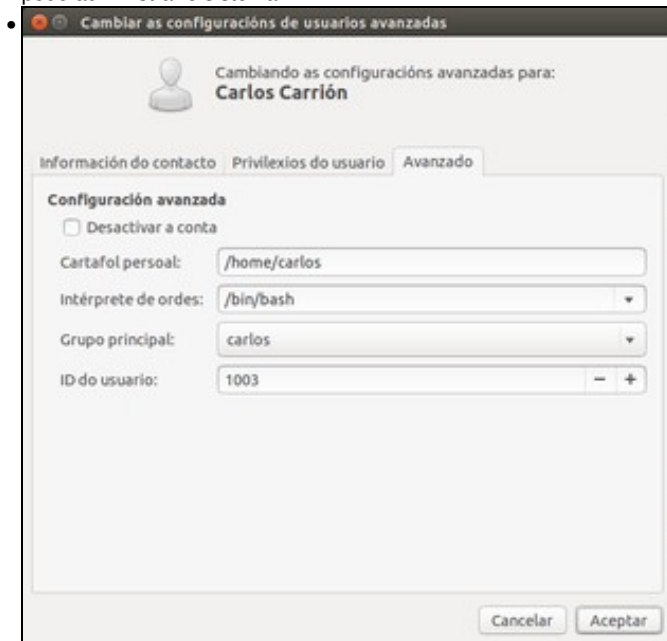 Cambiar as configuracións de usuarios avanzadas
Cambiando as configuracións avanzadas para:
Carlos Carrión
Información do contacto Privilexios do usuario Avanzado
Configuración avanzada
Desactivar a conta
Cartafol persoal: /home/carlos
Intérprete de ordes: /bin/bash
Grupo principal: carlos
ID do usuario: 1003 − +
Cancelar Aceptar